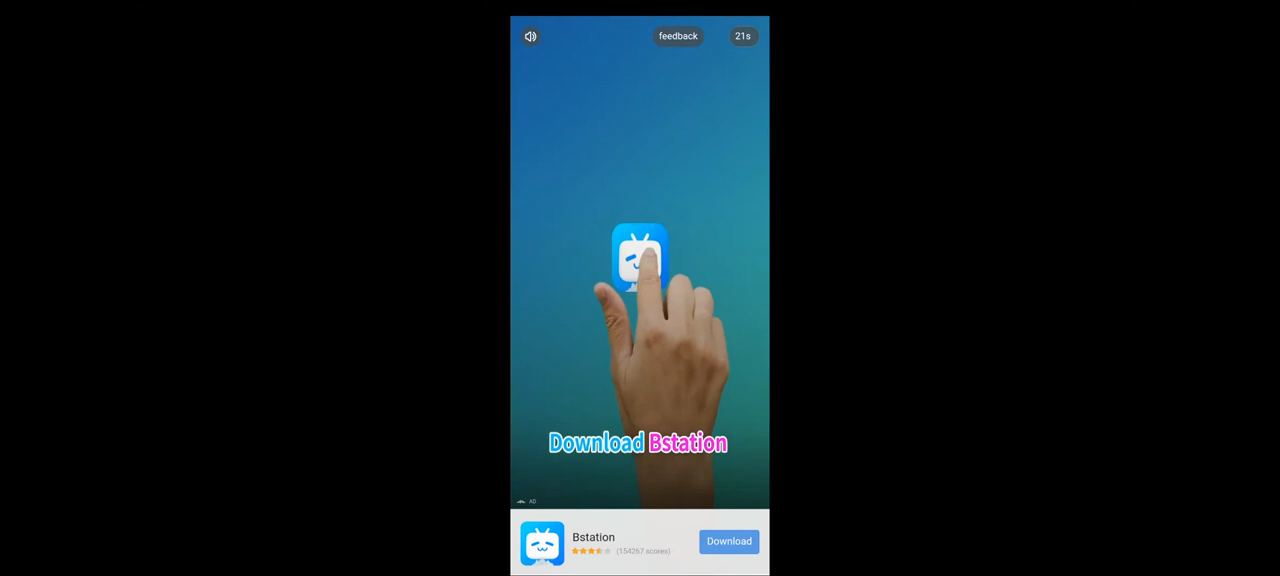 feedback
21s
Download Bstation
AD
Bstation
(154267 scores)
Download